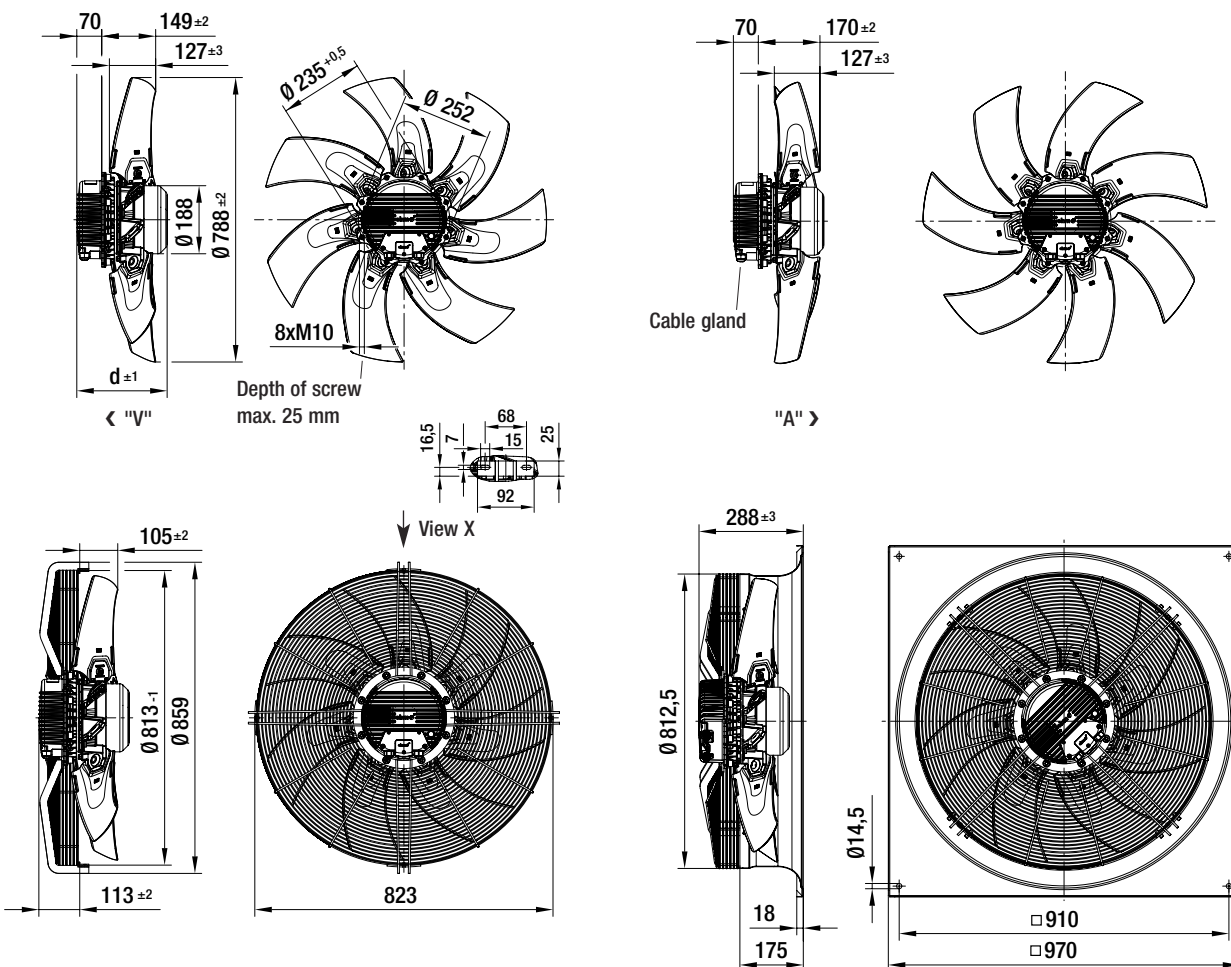 70
149±2
127±3
Ø 235+0,5
Ø 252
Ø 188
Ø 788±2
8xM10
d±1
Depth of screw
max. 25 mm
< "V"
70
170±2
127±3
Cable gland
"A" >
68
7
15
16,5
25
92
View X
105±2
Ø 813-1
Ø 859
113±2
823
288±3
Ø 812,5
Ø14,5
18
175
□ 910
□ 970